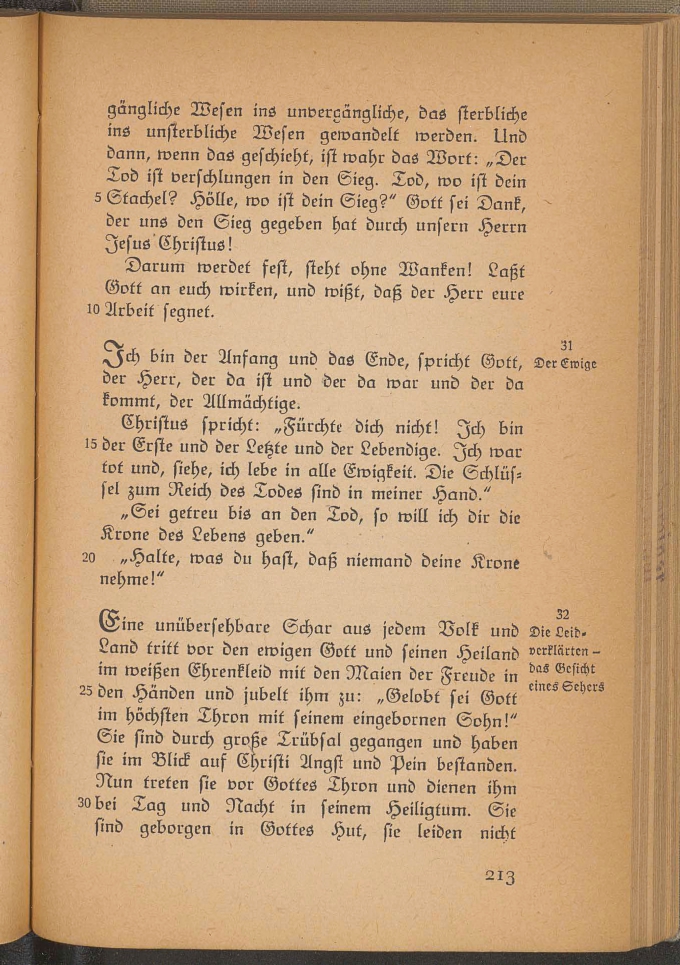 gängliche Wesen ins unvergängliche, das sterbliche
ins unsterbliche Wesen gewandelt werden. Und
dann, wenn das geschieht, ist wahr das Wort: „Der
Tod ist verschlungen in den Sieg. Tod, wo ist dein
5 Stachel? Hölle, wo ist dein Sieg?“ Gott sei Dank,
der uns den Sieg gegeben hat durch unsern Herrn
Jesus Christus!
Darum werdet fest, steht ohne Wanken! Laßt
Gott an euch wirken, und wißt, daß der Herr eure
10 Arbeit segnet.
31
Der Ewige
Ich bin der Anfang und das Ende, spricht Gott,
der Herr, der da ist und der da war und der da
kommt, der Allmächtige.
Christus spricht: „Fürchte dich nicht! Ich bin
15 der Erste und der Letzte und der Lebendige. Ich war
tot und, siehe, ich lebe in alle Ewigkeit. Die Schlüs-
sel zum Reich des Todes sind in meiner Hand.“
„Sei getreu bis an den Tod, so will ich dir die
Krone des Lebens geben.“
20 „Halte, was du hast, daß niemand deine Krone
nehme!“
32
Die Leid-
verklärten –
das Gesicht
eines Sehers
Eine unübersehbare Schar aus jedem Volk und
Land tritt vor den ewigen Gott und seinen Heiland
im weißen Ehrenkleid mit den Maien der Freude in
25 den Händen und jubelt ihm zu: „Gelobt sei Gott
im höchsten Thron mit seinem eingebornen Sohn!“
Sie sind durch große Trübsal gegangen und haben
sie im Blick auf Christi Angst und Pein bestanden.
Nun treten sie vor Gottes Thron und dienen ihm
30 bei Tag und Nacht in seinem Heiligtum. Sie
sind geborgen in Gottes Hut, sie leiden nicht
213